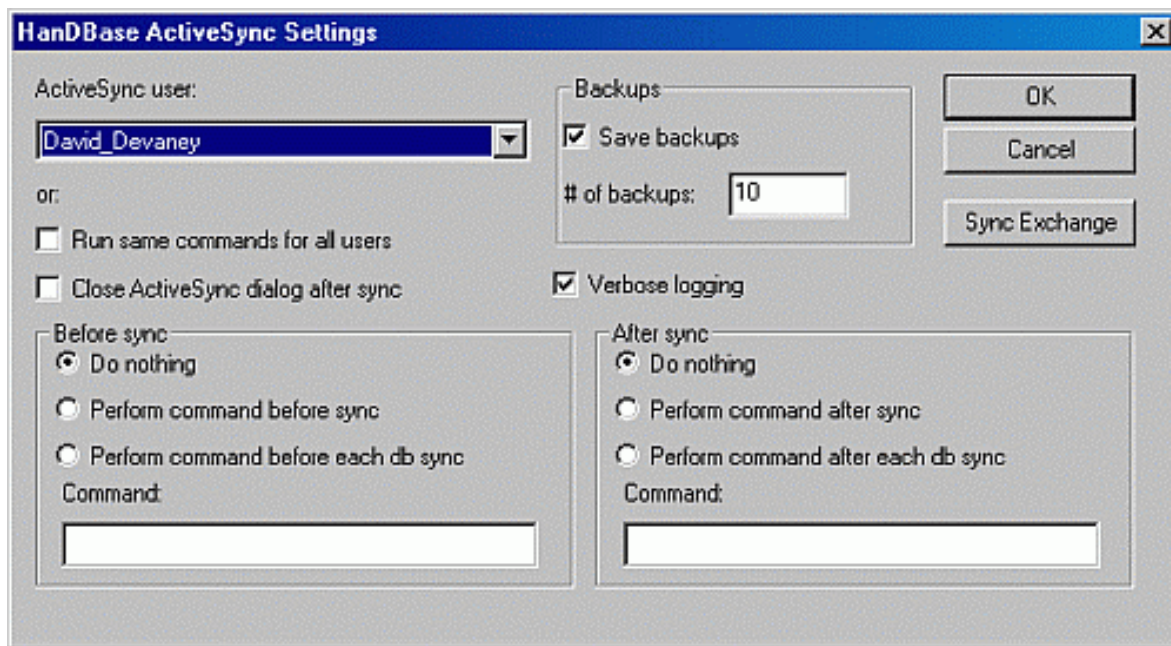 HanDBase ActiveSync Settings
ActiveSync user:
David_Devaney
or:
Run same commands for all users
Close ActiveSync dialog after sync
Backups
Save backups
# of backups: 10
Verbose logging
OK
Cancel
Sync Exchange
Before sync
Do nothing
Perform command before sync
Perform command before each db sync
Command:
After sync
Do nothing
Perform command after sync
Perform command after each db sync
Command: